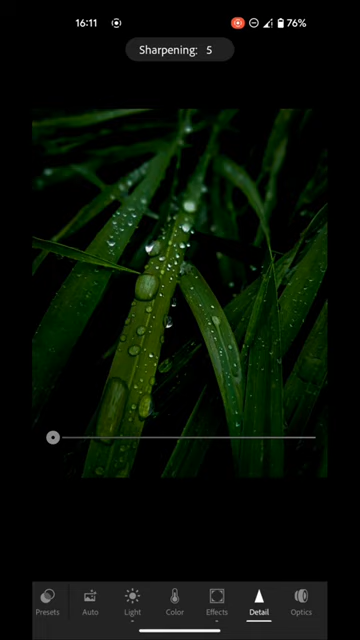 16:11
76%
Sharpening: 5
Presets
Auto
Light
Color
Effects
Detail
Optics